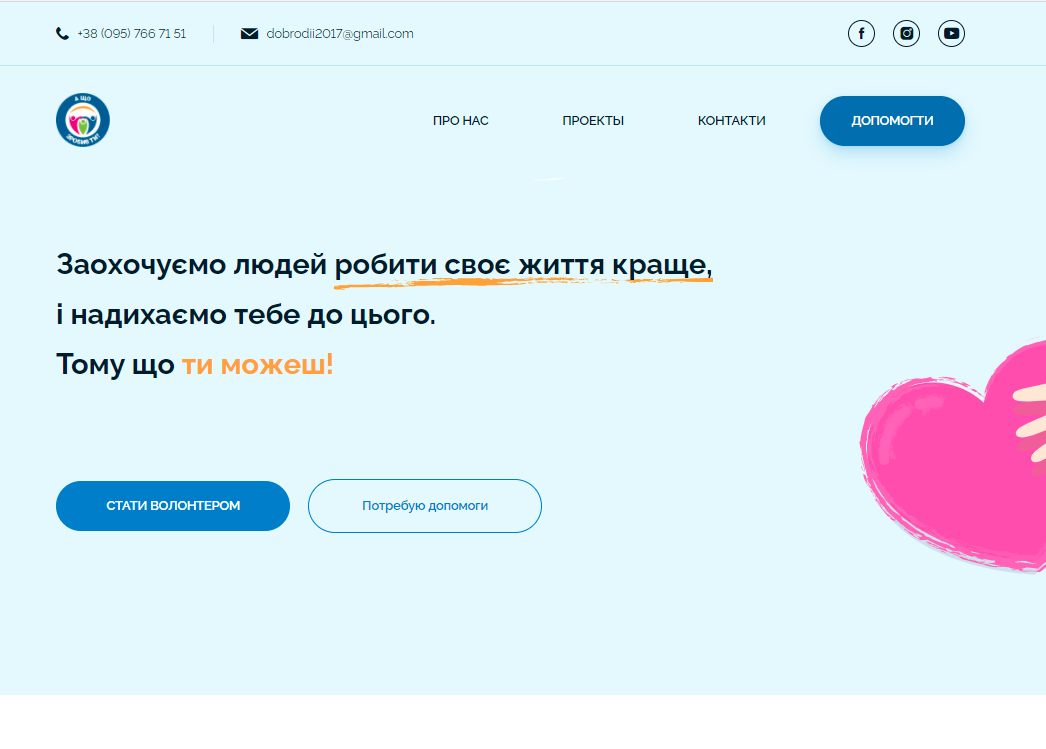 +38 (095) 766 71 51
dobrodii2017@gmail.com
А ЩО
ЗРОБИВ ТИ?
ПРО НАС
ПРОЕКТЫ
КОНТАКТИ
ДОПОМОГТИ
Заохочуємо людей робити своє життя краще,
і надихаємо тебе до цього.
Тому що ти можеш!
СТАТИ ВОЛОНТЕРОМ
Потребую допомоги